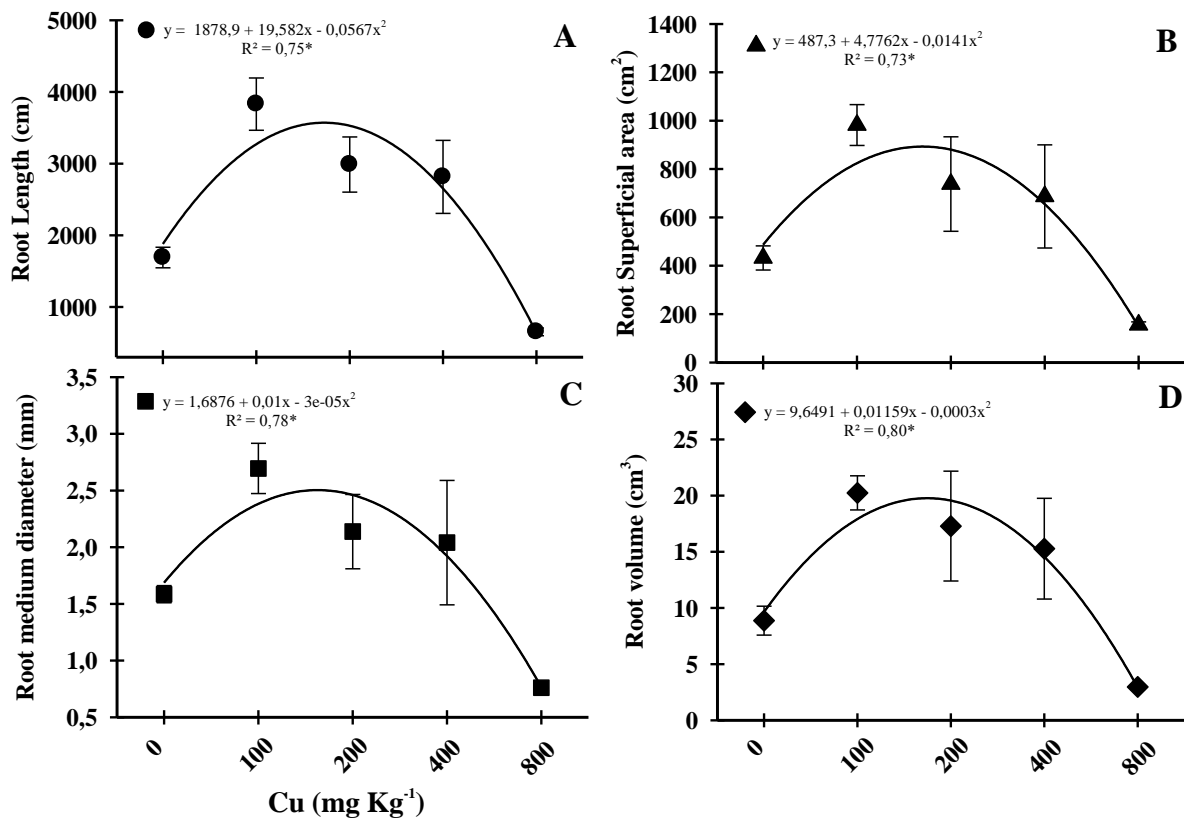 y = 1878,9 + 19,582x - 0,0567x²
R² = 0,75*
A
Root Length (cm)
5000
4000
3000
2000
1000
y = 487,3 + 4,7762x - 0,0141x²
R² = 0,73*
B
Root Superficial area (cm²)
1400
1200
1000
800
600
400
200
0
y = 1,6876 + 0,01x - 3e-05x²
R² = 0,78*
C
Root medium diameter (mm)
3,5
3,0
2,5
2,0
1,5
1,0
0,5
0
100
200
400
800
Cu (mg Kg⁻¹)
y = 9,6491 + 0,01159x - 0,0003x²
R² = 0,80*
D
Root volume (cm³)
30
25
20
15
10
5
0
0
100
200
400
800